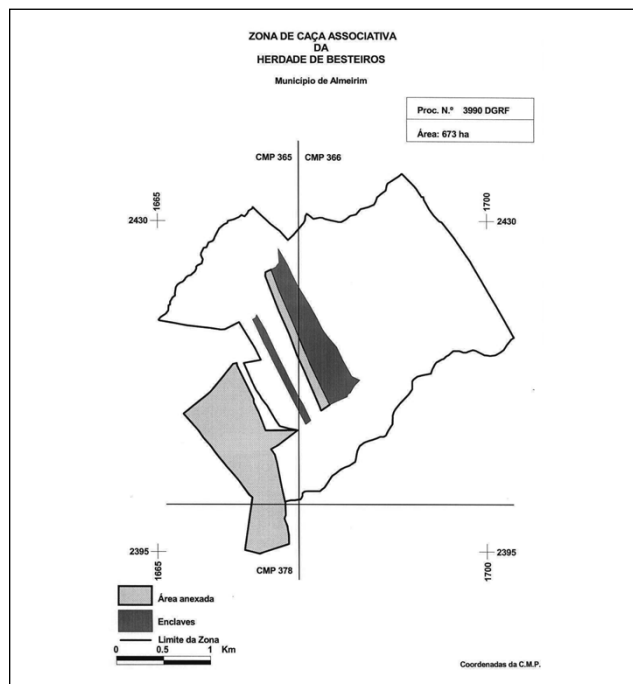 ZONA DE CAÇA ASSOCIATIVA
DA
HERDADE DE BESTEIROS
Município de Almeirim
Proc. N.º 3990 DGRF
Área: 673 ha
CMP 365
CMP 366
1665
1700
2430
2430
2395
2395
1665
1700
CMP 378
Área anexada
Enclaves
Limite da Zona
0 0.5 1 Km
Coordenadas da C.M.P.